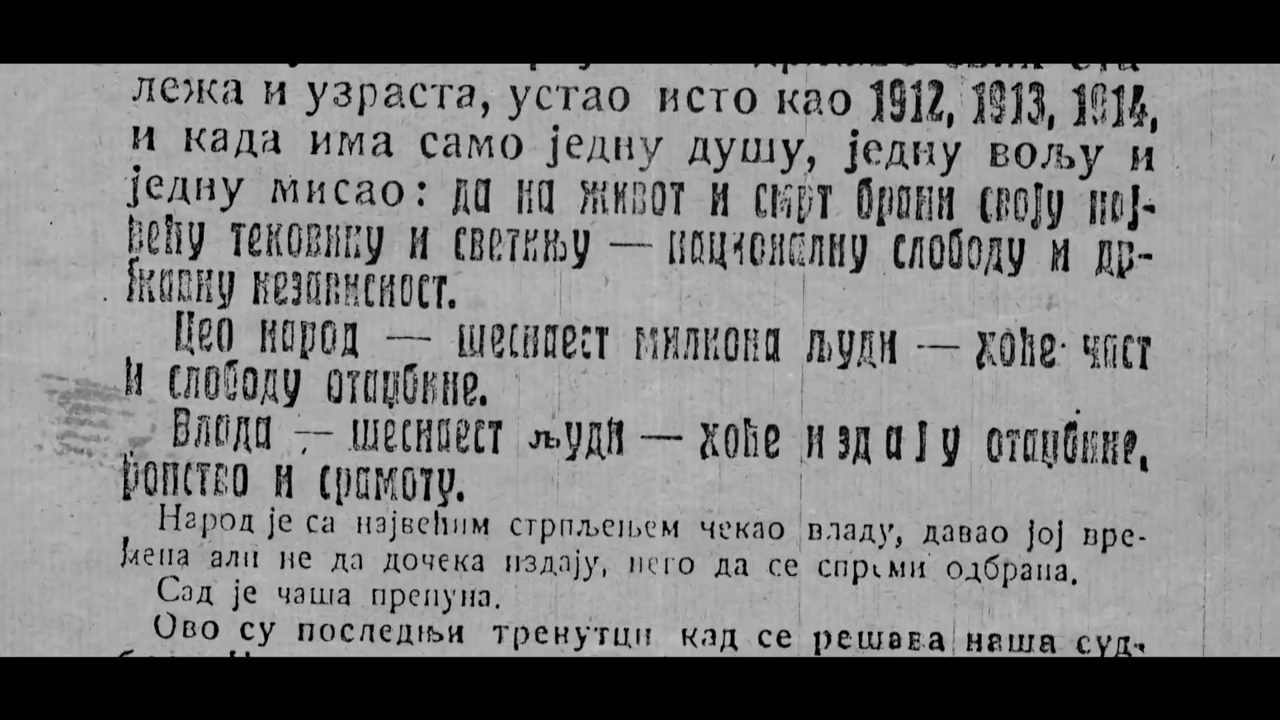 лежа и узраста, устао исто као 1912, 1913, 1914,
и када има само једну душу, једну вољу и
једну мисао: да на живот и смрт брани своју нај-
већу тековину и светињу — националну слободу и др-
жавну независност.
Цео народ — шеснаест милиона људи — хоће част
и слободу отаџбине.
Влада — шеснаест људи — хоће издају отаџбине,
ропство и срамоту.
Народ је са највећим стрпљењем чекао владу, давао јој вре-
мена али не да дочека издају, него да се спреми одбрана.
Сад је чаша препуна.
Ово су последњи тренутци кад се решава наша суд-